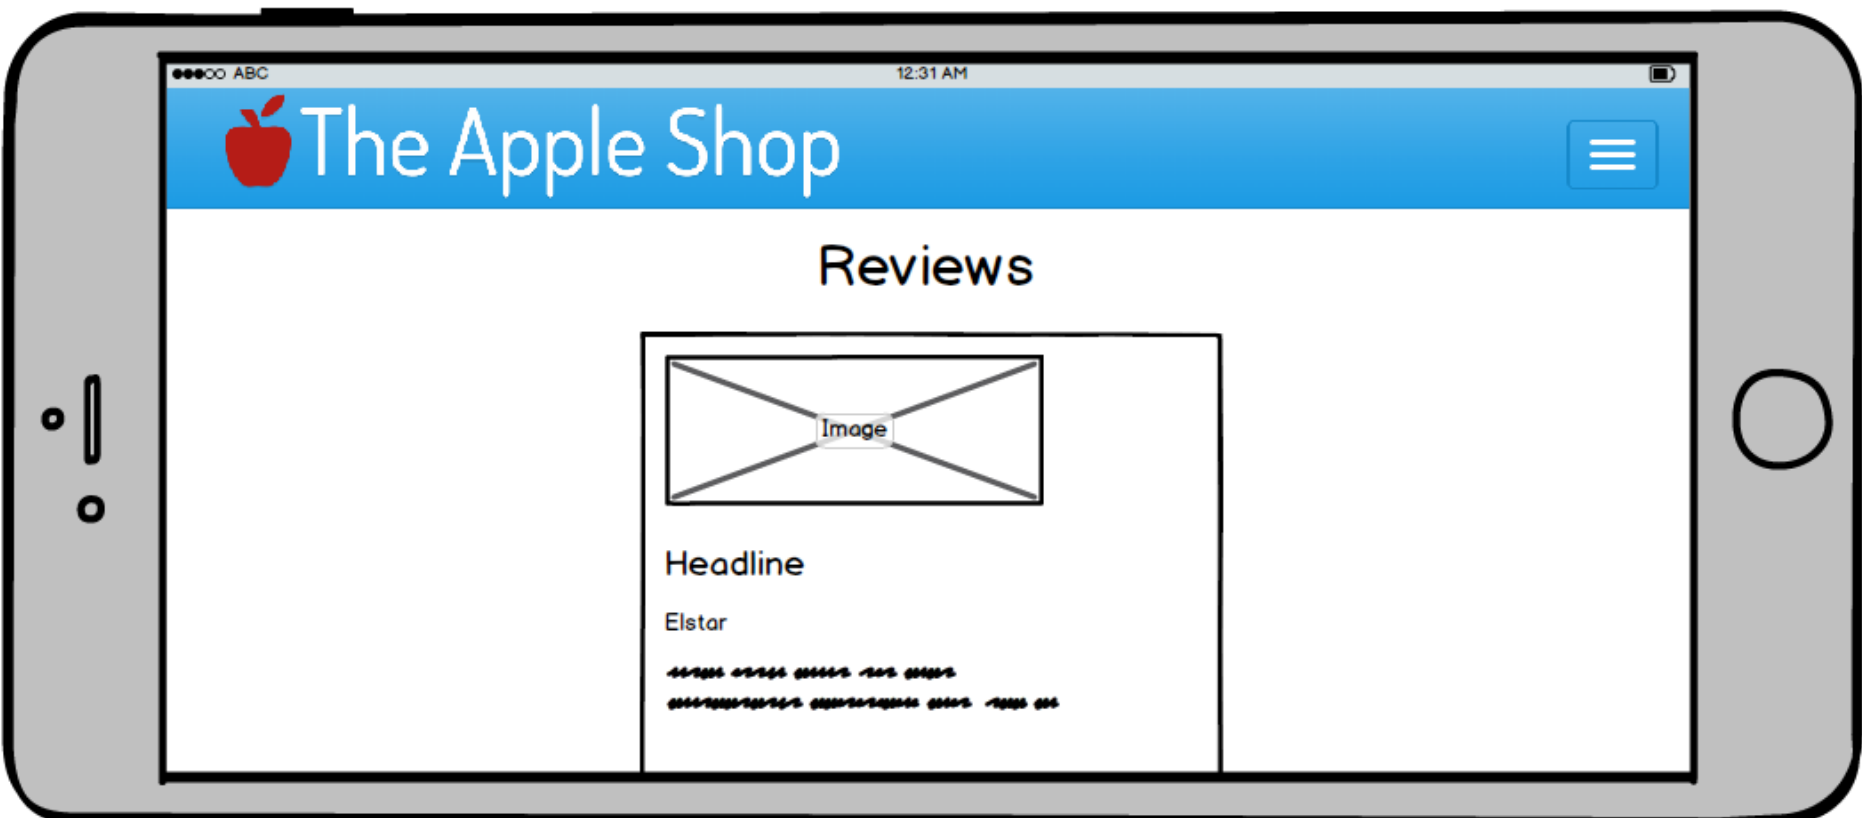 ABC
12:31 AM
The Apple Shop
Reviews
Image
Headline
Elstar